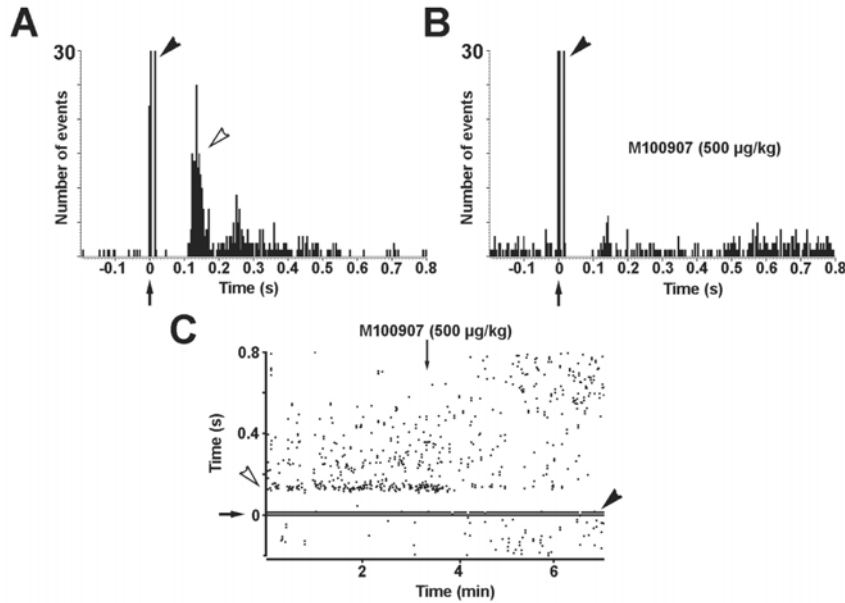 A
30
Number of events
-0.1 0 0.1 0.2 0.3 0.4 0.5 0.6 0.7 0.8
Time (s)
B
30
Number of events
M100907 (500 µg/kg)
-0.1 0 0.1 0.2 0.3 0.4 0.5 0.6 0.7 0.8
Time (s)
C
M100907 (500 µg/kg)
0.8
0.4
0
Time (s)
2 4 6
Time (min)